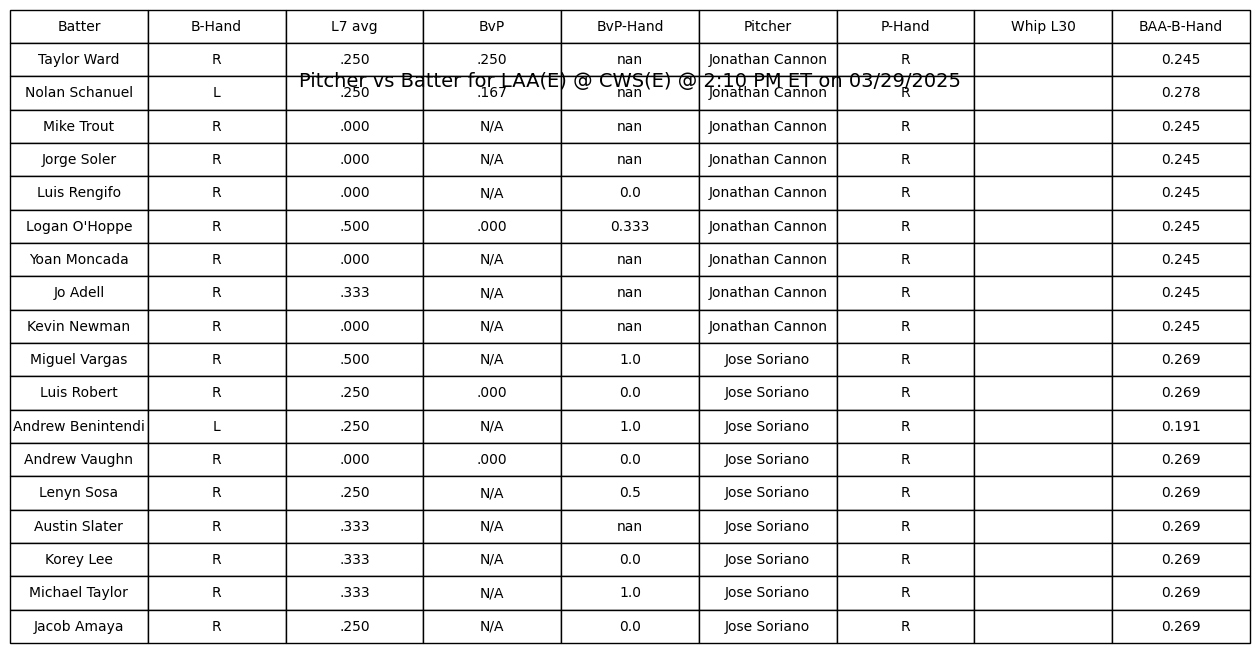 Batter B-Hand L7 avg BvP BvP-Hand Pitcher P-Hand Whip L30 BAA-B-Hand
Taylor Ward R .250 .250 nan Jonathan Cannon R 0.245
Pitcher vs Batter for LAA(E) @ CWS(E) @ 2:10 PM ET on 03/29/2025
Nolan Schanuel L .250 .167 nan Jonathan Cannon R 0.278
Mike Trout R .000 N/A nan Jonathan Cannon R 0.245
Jorge Soler R .000 N/A nan Jonathan Cannon R 0.245
Luis Rengifo R .000 N/A 0.0 Jonathan Cannon R 0.245
Logan O'Hoppe R .500 .000 0.333 Jonathan Cannon R 0.245
Yoan Moncada R .000 N/A nan Jonathan Cannon R 0.245
Jo Adell R .333 N/A nan Jonathan Cannon R 0.245
Kevin Newman R .000 N/A nan Jonathan Cannon R 0.245
Miguel Vargas R .500 N/A 1.0 Jose Soriano R 0.269
Luis Robert R .250 .000 0.0 Jose Soriano R 0.269
Andrew Benintendi L .250 N/A 1.0 Jose Soriano R 0.191
Andrew Vaughn R .000 .000 0.0 Jose Soriano R 0.269
Lenyn Sosa R .250 N/A 0.5 Jose Soriano R 0.269
Austin Slater R .333 N/A nan Jose Soriano R 0.269
Korey Lee R .333 N/A 0.0 Jose Soriano R 0.269
Michael Taylor R .333 N/A 1.0 Jose Soriano R 0.269
Jacob Amaya R .250 N/A 0.0 Jose Soriano R 0.269